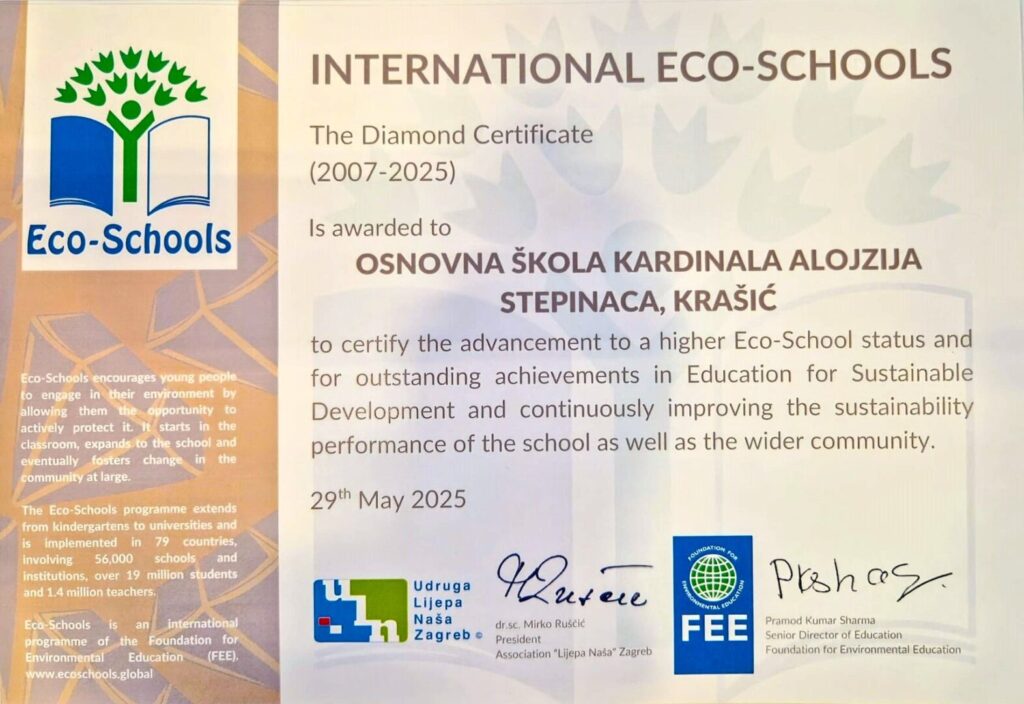 Eco-Schools
Eco-Schools encourages young people
to engage in their environment by
allowing them the opportunity to
actively protect it. It starts in the
classroom, expands to the school and
eventually fosters change in the
community at large.
The Eco-Schools programme extends
from kindergartens to universities and
is implemented in 79 countries,
involving 56,000 schools and
institutions, over 19 million students
and 1.4 million teachers.
Eco-Schools is an international
programme of the Foundation for
Environmental Education (FEE).
www.ecoschools.global
INTERNATIONAL ECO-SCHOOLS
The Diamond Certificate
(2007-2025)
Is awarded to
OSNOVNA ŠKOLA KARDINALA ALOJZIJA
STEPINACA, KRAŠIĆ
to certify the advancement to a higher Eco-School status and
for outstanding achievements in Education for Sustainable
Development and continuously improving the sustainability
performance of the school as well as the wider community.
29th May 2025
Udruga
Lijepa
Naša
Zagreb ©
dr.sc. Mirko Ruščić
President
Association "Lijepa Naša" Zagreb
FOUNDATION FOR
ENVIRONMENTAL EDUCATION
FEE
Pramod Kumar Sharma
Senior Director of Education
Foundation for Environmental Education